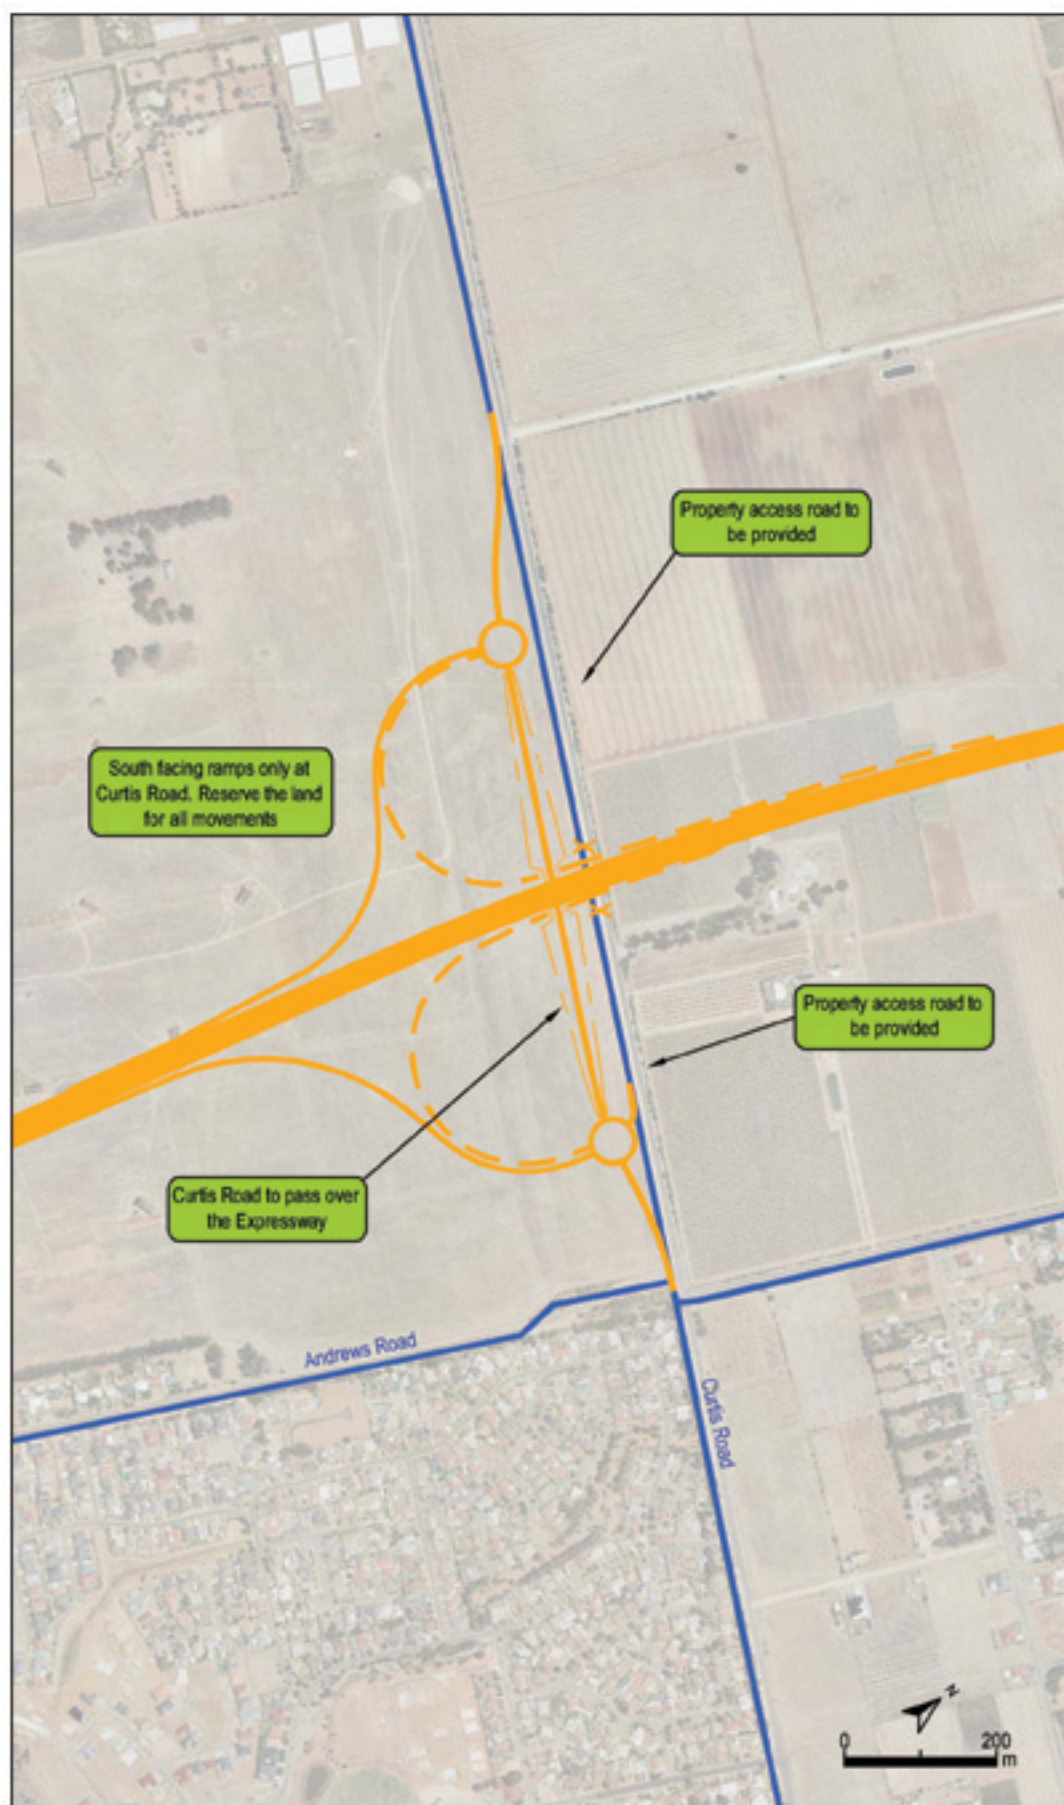 Property access road to
be provided
South facing ramps only at
Curtis Road. Reserve the land
for all movements
Property access road to
be provided
Curtis Road to pass over
the Expressway
Andrews Road
Curtis Road
N
0
200
m